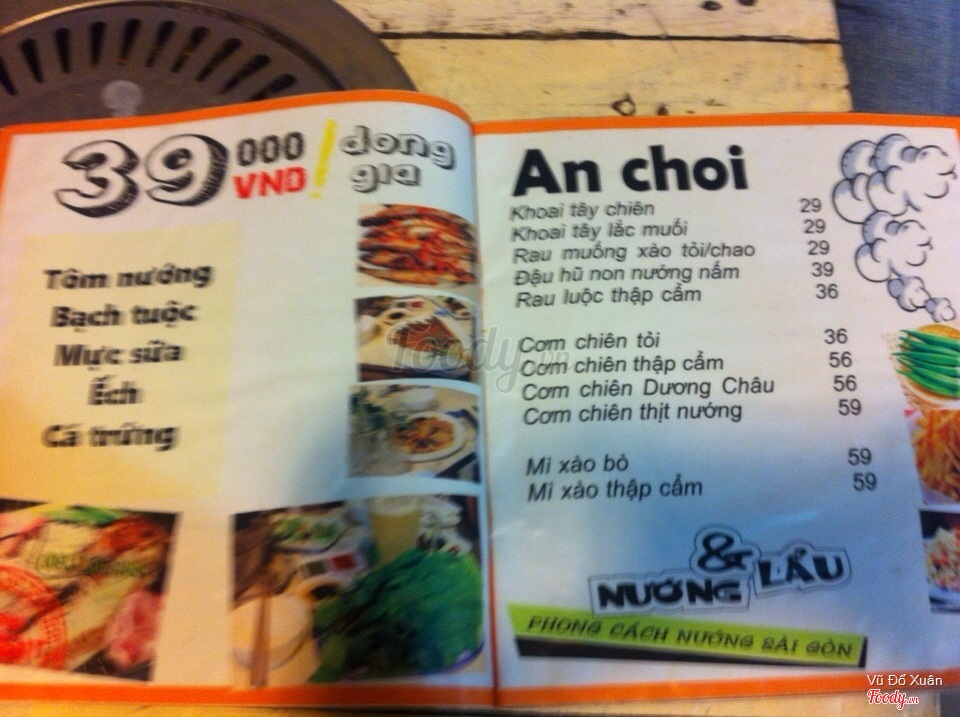 39 000 VND! dong gia
Tôm nướng
Bạch tuộc
Mực sữa
Ếch
Cá trứng
An choi
Khoai tây chiên 29
Khoai tây lắc muối 29
Rau muống xào tỏi/chao 29
Đậu hũ non nướng nấm 39
Rau luộc thập cẩm 36
Cơm chiên tỏi 36
Cơm chiên thập cẩm 56
Cơm chiên Dương Châu 56
Cơm chiên thịt nướng 59
Mì xào bò 59
Mì xào thập cẩm 59
NƯỚNG & LẨU
PHONG CÁCH NƯỚNG SÀI GÒN
Foody.vn
Vũ Đổ Xuân
Foody.vn